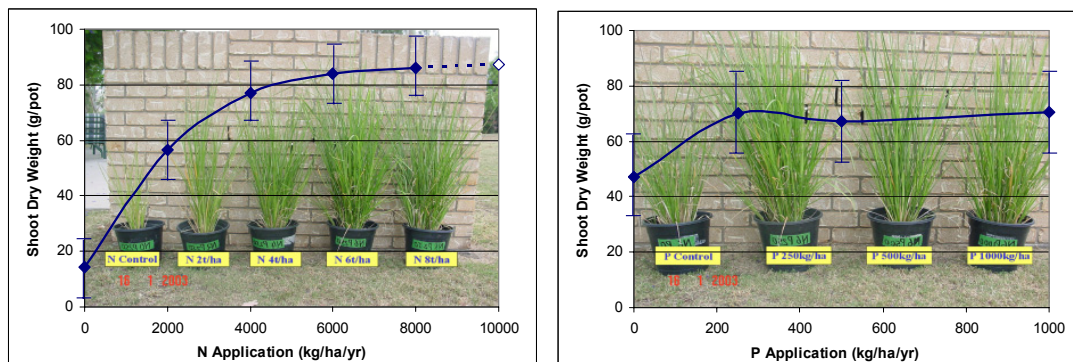 Shoot Dry Weight (g/pot)
100
80
60
40
20
0
N Control
N 2t/ha
N 4t/ha
N 6t/ha
N 8t/ha
16 1 2003
0
2000
4000
6000
8000
10000
N Application (kg/ha/yr)
Shoot Dry Weight (g/pot)
100
80
60
40
20
0
P Control
P 250kg/ha
P 500kg/ha
P 1000kg/ha
16 1 2003
0
200
400
600
800
1000
P Application (kg/ha/yr)